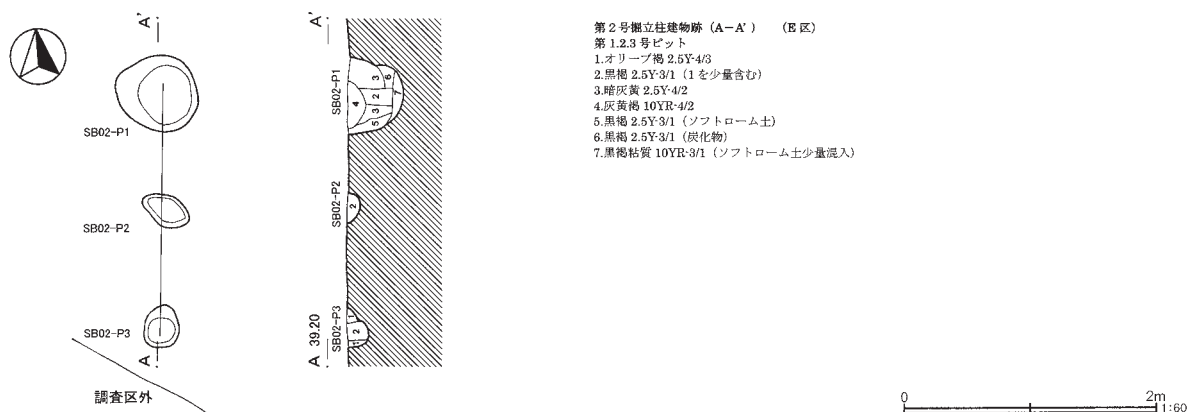 A'
SB02-P1
SB02-P2
SB02-P3
A
調査区外
A'
SB02-P1
3
6
2
7
4
3
5
SB02-P2
2
SB02-P3
1
2
1
A 39.20
第2号掘立柱建物跡（A-A'）　（E区）
第1.2.3号ピット
1.オリーブ褐 2.5Y-4/3
2.黒褐 2.5Y-3/1（1を少量含む）
3.暗灰黄 2.5Y-4/2
4.灰黄褐 10YR-4/2
5.黒褐 2.5Y-3/1（ソフトローム土）
6.黒褐 2.5Y-3/1（炭化物）
7.黒褐粘質 10YR-3/1（ソフトローム土少量混入）
0
2m
1:60